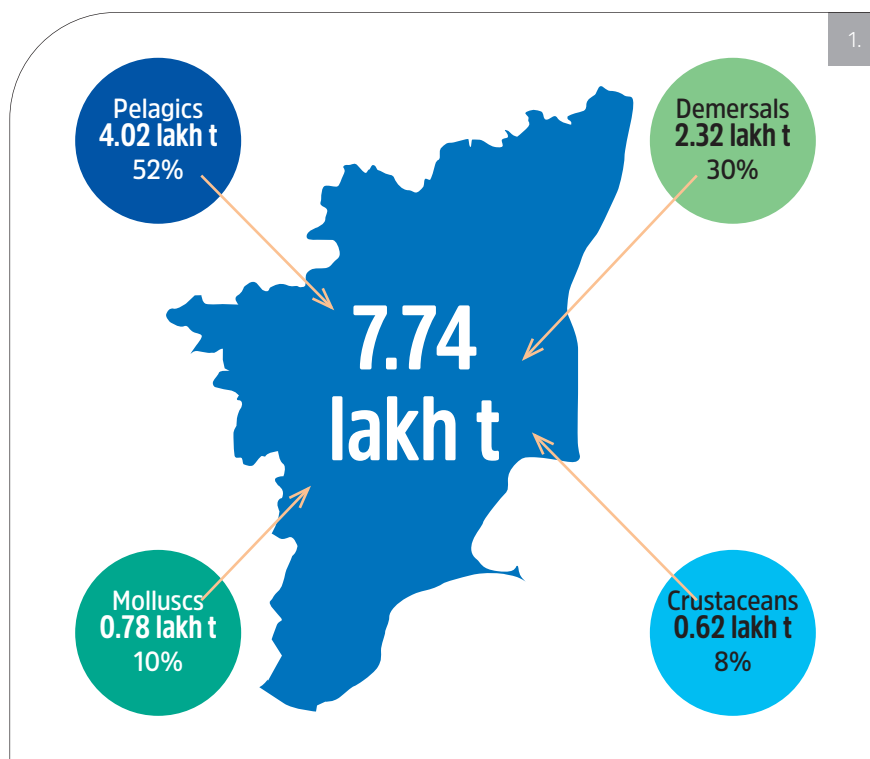 1.
Pelagics
4.02 lakh t
52%
Demersals
2.32 lakh t
30%
7.74
lakh t
Molluscs
0.78 lakh t
10%
Crustaceans
0.62 lakh t
8%